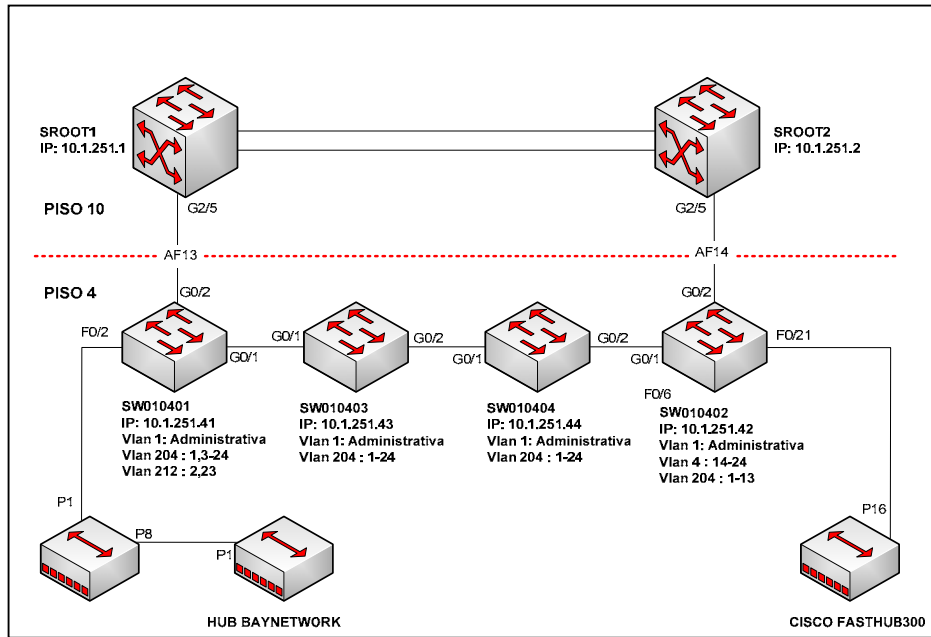 SROOT1
IP: 10.1.251.1
SROOT2
IP: 10.1.251.2
G2/5
G2/5
PISO 10
AF13
AF14
PISO 4
G0/2
G0/2
F0/2
G0/1
G0/1
G0/2
G0/1
G0/2
G0/1
F0/21
F0/6
SW010401
IP: 10.1.251.41
Vlan 1: Administrativa
Vlan 204 : 1,3-24
Vlan 212 : 2,23
SW010403
IP: 10.1.251.43
Vlan 1: Administrativa
Vlan 204 : 1-24
SW010404
IP: 10.1.251.44
Vlan 1: Administrativa
Vlan 204 : 1-24
SW010402
IP: 10.1.251.42
Vlan 1: Administrativa
Vlan 4 : 14-24
Vlan 204 : 1-13
P1
P8
P1
P16
HUB BAYNETWORK
CISCO FASTHUB300